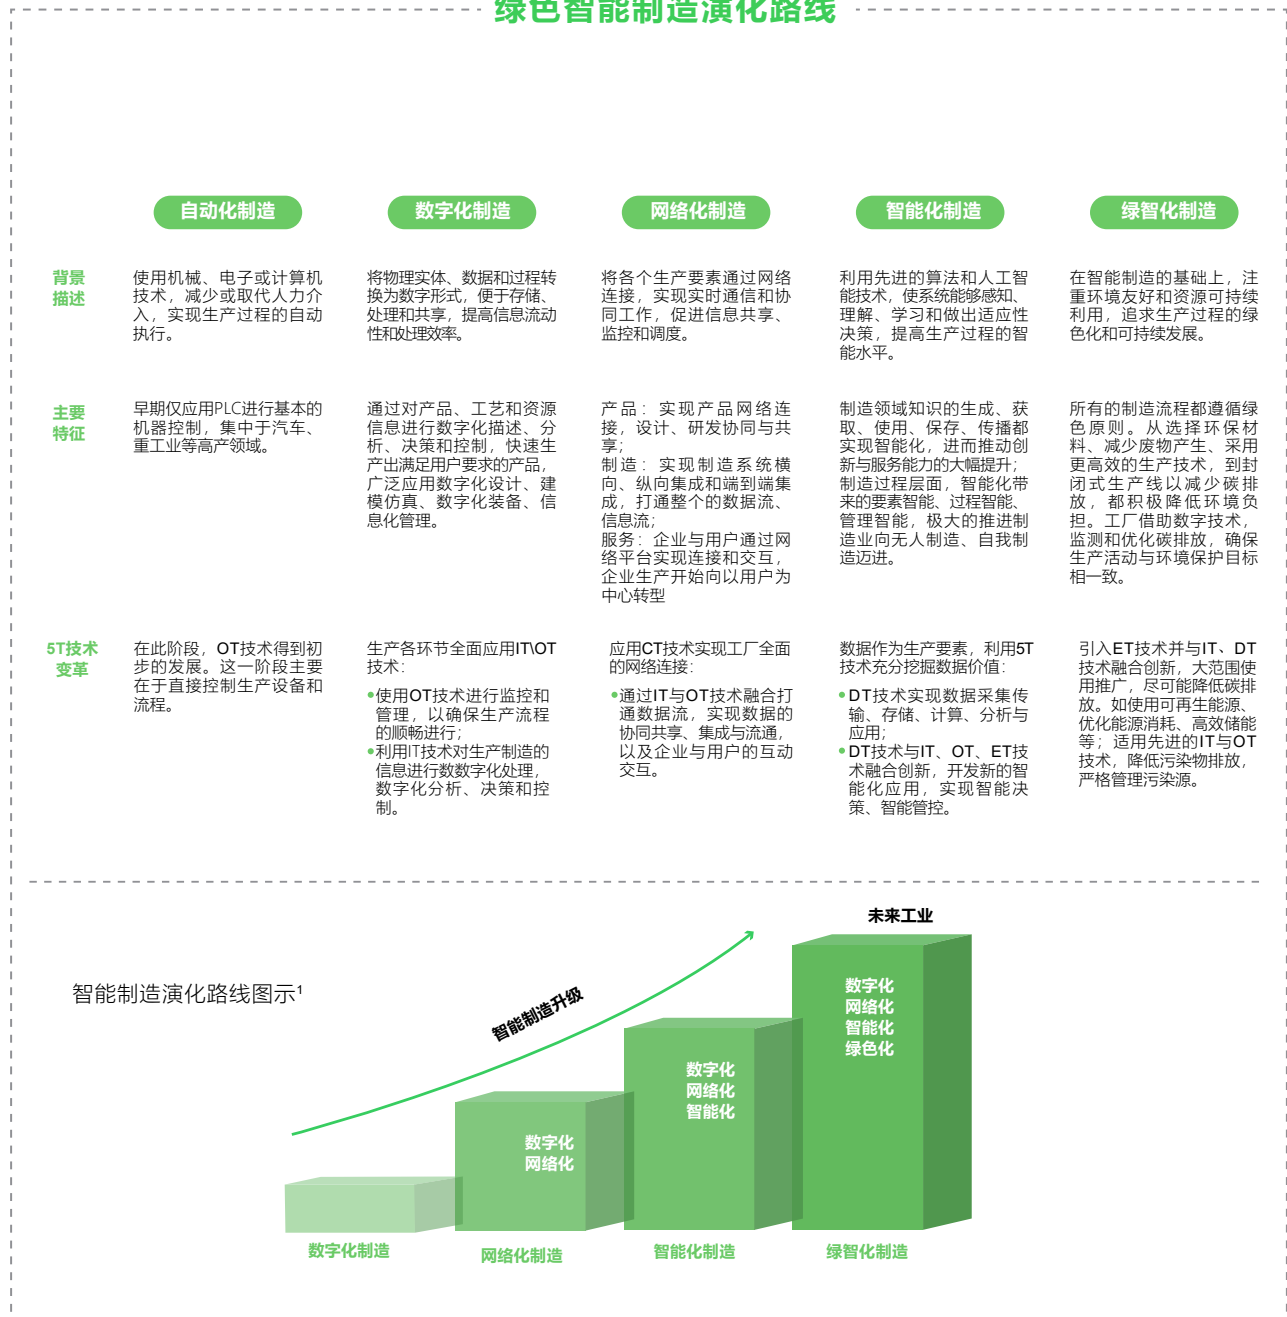 绿色智能制造演化路线
自动化制造
数字化制造
网络化制造
智能化制造
绿智化制造
背景
描述
使用机械、电子或计算机
技术，减少或取代人力介
入，实现生产过程的自动
执行。
将物理实体、数据和过程转
换为数字形式，便于存储、
处理和共享，提高信息流动
性和处理效率。
将各个生产要素通过网络
连接，实现实时通信和协
同工作，促进信息共享、
监控和调度。
利用先进的算法和人工智
能技术，使系统能够感知、
理解、学习和做出适应性
决策，提高生产过程的智
能水平。
在智能制造的基础上，注
重环境友好和资源可持续
利用，追求生产过程的绿
色化和可持续发展。
主要
特征
早期仅应用PLC进行基本的
机器控制，集中于汽车、
重工业等高产领域。
通过对产品、工艺和资源
信息进行数字化描述、分
析、决策和控制，快速生
产出满足用户要求的产品，
广泛应用数字化设计、建
模仿真、数字化装备、信
息化管理。
产品：实现产品网络连
接，设计、研发协同与共
享；
制造：实现制造系统横
向、纵向集成和端到端集
成，打通整个的数据流、
信息流；
服务：企业与用户通过网
络平台实现连接和交互，
企业生产开始向以用户为
中心转型
制造领域知识的生成、获
取、使用、保存、传播都
实现智能化，进而推动创
新与服务能力的大幅提升；
制造过程层面，智能化带
来的要素智能、过程智能、
管理智能，极大的推进制
造业向无人制造、自我制
造迈进。
所有的制造流程都遵循绿
色原则。从选择环保材
料、减少废物产生、采用
更高效的生产技术，到封
闭式生产线以减少碳排
放，都积极降低环境负
担。工厂借助数字技术，
监测和优化碳排放，确保
生产活动与环境保护目标
相一致。
5T技术
变革
在此阶段，OT技术得到初
步的发展。这一阶段主要
在于直接控制生产设备和
流程。
生产各环节全面应用IT\OT
技术：
•使用OT技术进行监控和
管理，以确保生产流程
的顺畅进行；
•利用IT技术对生产制造的
信息进行数数字化处理，
数字化分析、决策和控
制。
应用CT技术实现工厂全面
的网络连接：
•通过IT与OT技术融合打
通数据流，实现数据的
协同共享、集成与流通，
以及企业与用户的互动
交互。
数据作为生产要素，利用5T
技术充分挖掘数据价值：
•DT技术实现数据采集传
输、存储、计算、分析与
应用；
•DT技术与IT、OT、ET技
术融合创新，开发新的智
能化应用，实现智能决
策、智能管控。
引入ET技术并与IT、DT
技术融合创新，大范围使
用推广，尽可能降低碳排
放。如使用可再生能源、
优化能源消耗、高效储能
等；适用先进的IT与OT
技术，降低污染物排放，
严格管理污染源。
未来工业
智能制造演化路线图示¹
智能制造升级
数字化
网络化
智能化
绿色化
数字化
网络化
智能化
数字化
网络化
数字化制造
网络化制造
智能化制造
绿智化制造